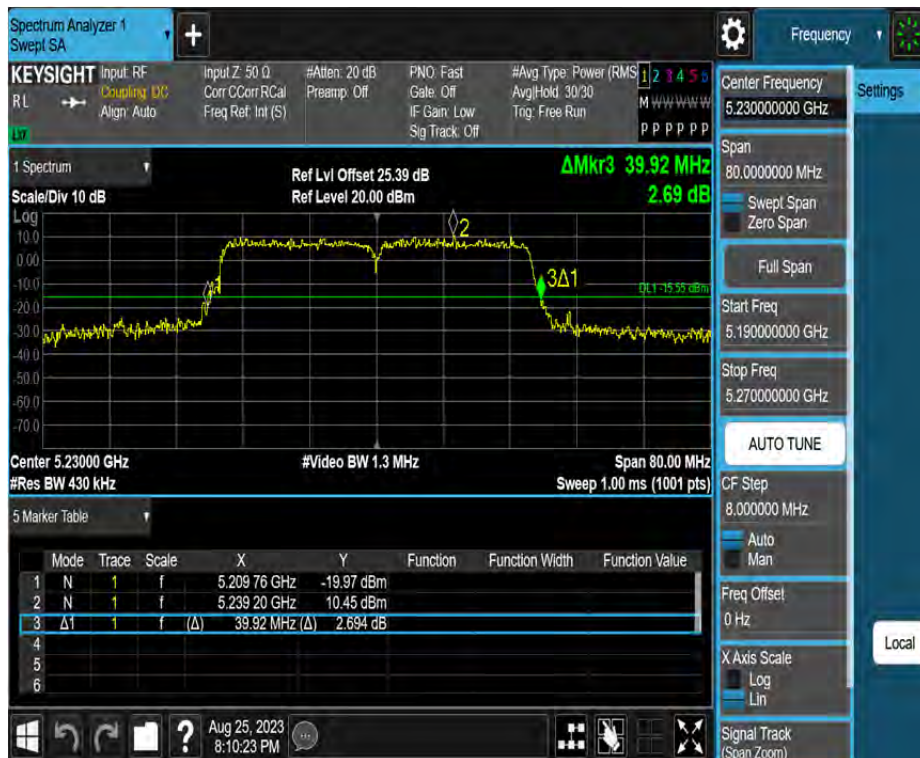 Spectrum Analyzer 1
Swept SA
+
Frequency
KEYSIGHT Input: RF Input Z: 50 Ω #Atten: 20 dB PNO: Fast #Avg Type: Power (RMS 1 2 3 4 5 6
RL Coupling: DC Corr CCorr RCal Preamp: Off Gate: Off Avg|Hold: 30/30 M W W W W W
Align: Auto Freq Ref: Int (S) IF Gain: Low Trig: Free Run
LXI Sig Track: Off P P P P P P
Center Frequency
5.230000000 GHz
Settings
1 Spectrum
Ref Lvl Offset 25.39 dB ΔMkr3 39.92 MHz
Scale/Div 10 dB Ref Level 20.00 dBm 2.69 dB
Log
10.0
0.00
-10.0
-20.0
-30.0
-40.0
-50.0
-60.0
-70.0
2
3Δ1
DL1 -15.55 dBm
Center 5.23000 GHz #Video BW 1.3 MHz Span 80.00 MHz
#Res BW 430 kHz Sweep 1.00 ms (1001 pts)
Span
80.0000000 MHz
Swept Span
Zero Span
Full Span
Start Freq
5.190000000 GHz
Stop Freq
5.270000000 GHz
AUTO TUNE
CF Step
8.000000 MHz
Auto
Man
Freq Offset
0 Hz
X Axis Scale
Log
Lin
Signal Track
(Span Zoom)
Local
5 Marker Table
Mode Trace Scale X Y Function Function Width Function Value
1 N 1 f 5.209 76 GHz -19.97 dBm
2 N 1 f 5.239 20 GHz 10.45 dBm
3 Δ1 1 f (Δ) 39.92 MHz (Δ) 2.694 dB
4
5
6
? Aug 25, 2023
8:10:23 PM